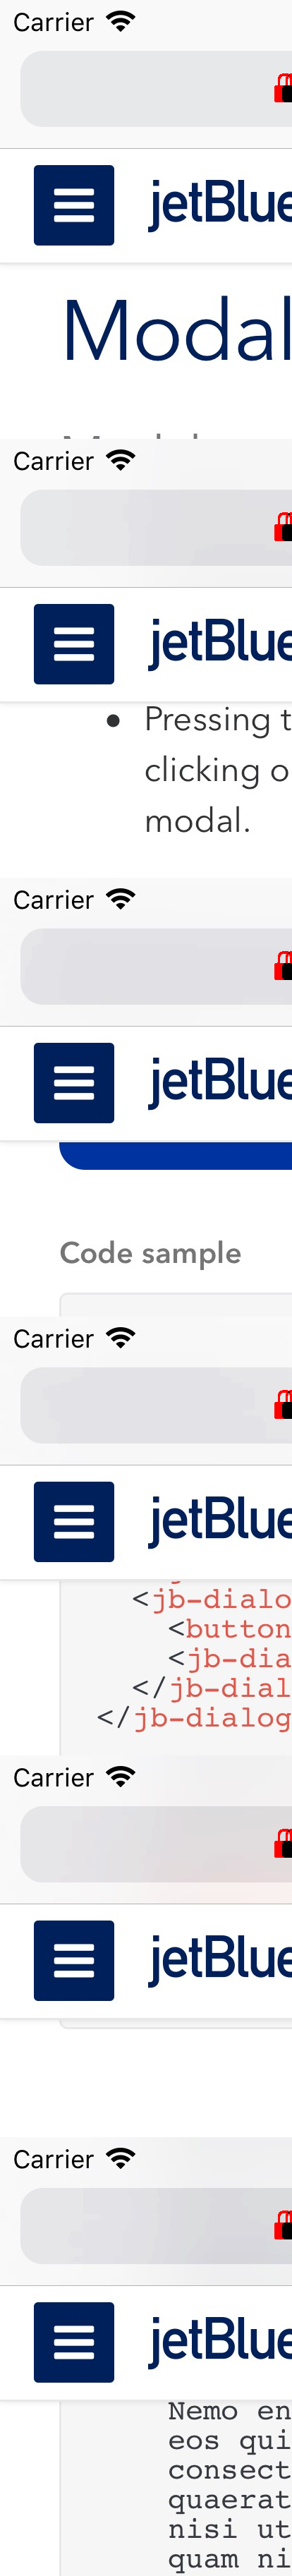 Carrier
jetBlue
Modal
Carrier
jetBlue
Pressing t
clicking o
modal.
Carrier
jetBlue
Code sample
Carrier
jetBlue
<jb-dialo
<button
<jb-dia
</jb-dial
</jb-dialog
Carrier
jetBlue
Carrier
jetBlue
Nemo en
eos qui
consect
quaerat
nisi ut
quam ni